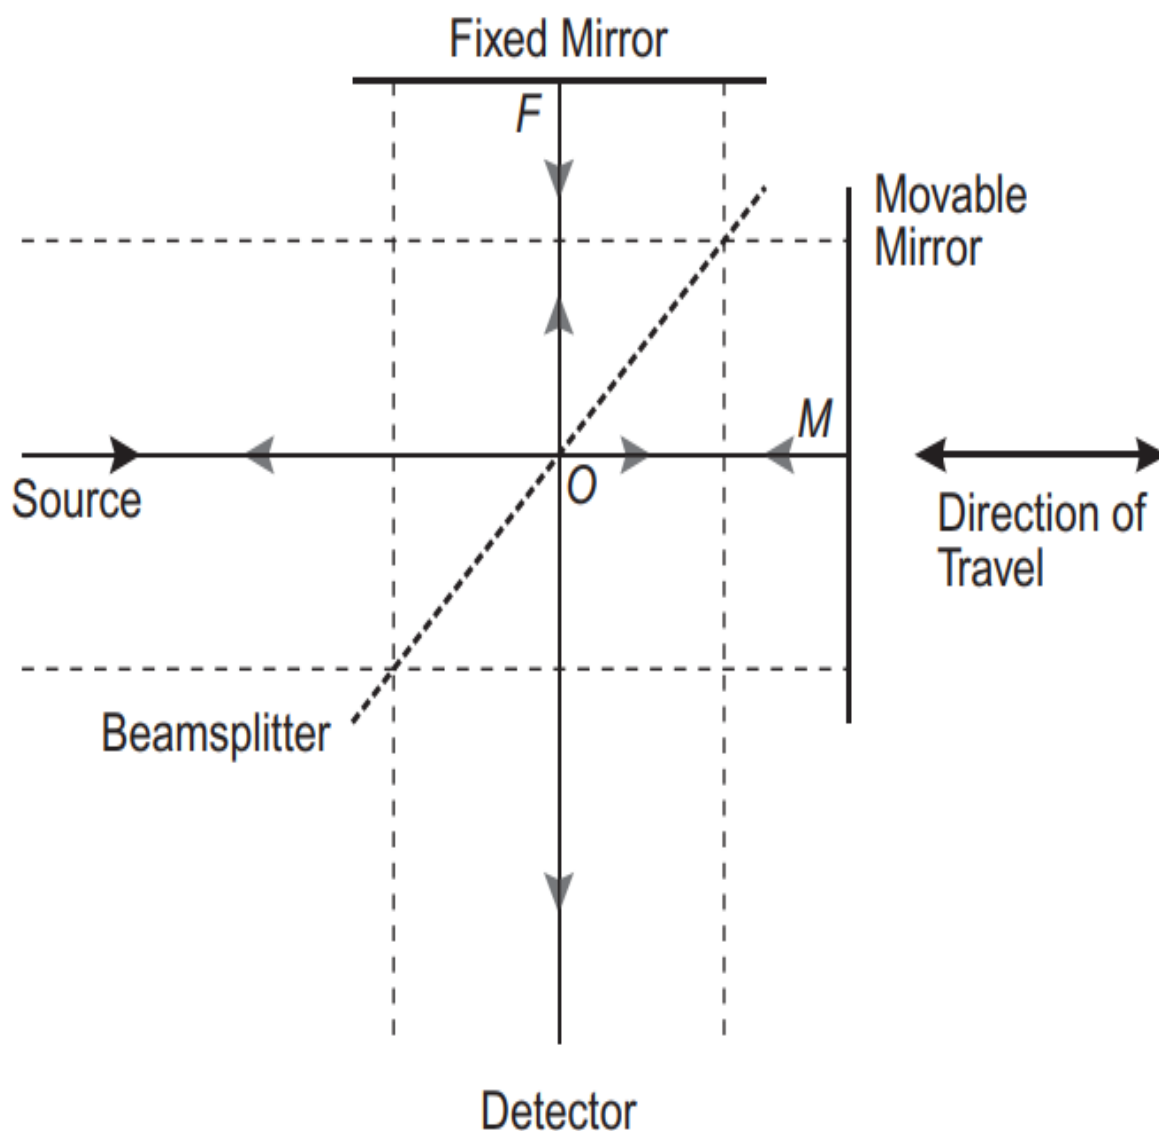 Fixed Mirror
F
Movable
Mirror
M
O
Source
Direction of
Travel
Beamsplitter
Detector